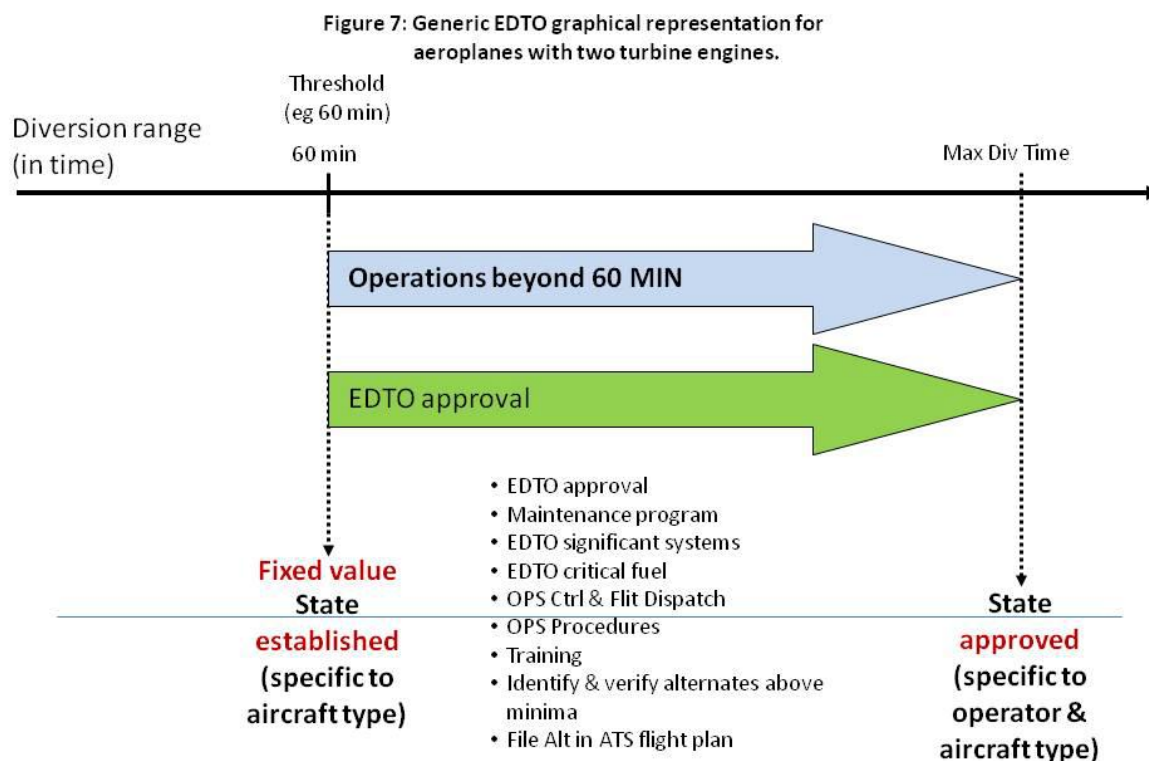 Figure 7: Generic EDTO graphical representation for
aeroplanes with two turbine engines.
Threshold
(eg 60 min)
Diversion range
(in time)
60 min
Max Div Time
Operations beyond 60 MIN
EDTO approval
• EDTO approval
• Maintenance program
• EDTO significant systems
• EDTO critical fuel
• OPS Ctrl & Flit Dispatch
• OPS Procedures
• Training
• Identify & verify alternates above
minima
• File Alt in ATS flight plan
Fixed value
State
established
(specific to
aircraft type)
State
approved
(specific to
operator &
aircraft type)